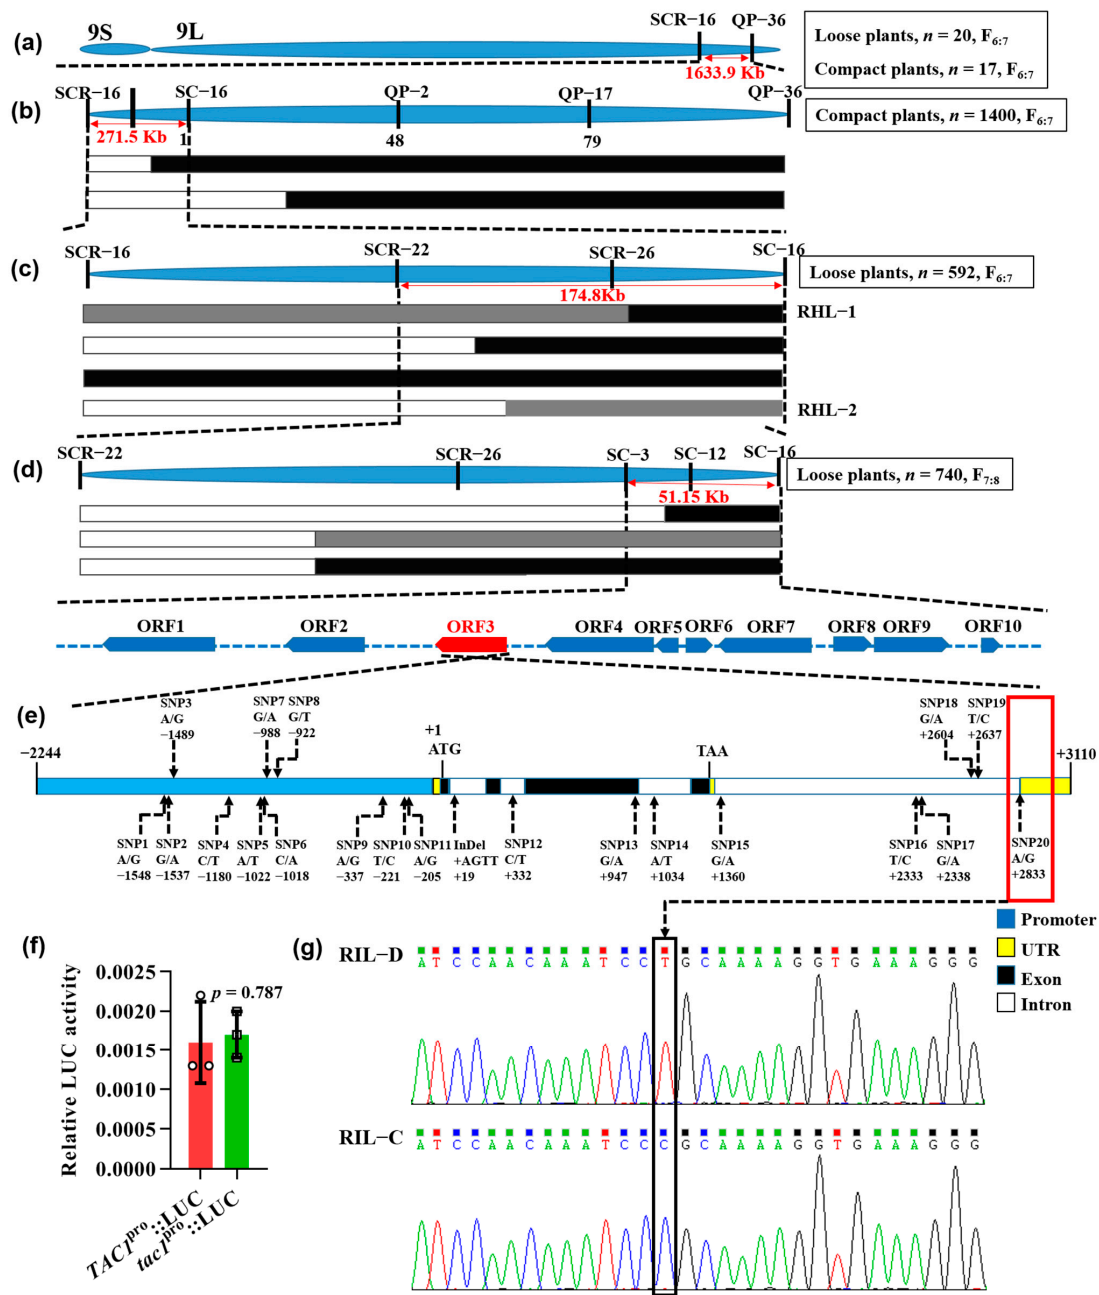 (a)
9S 9L SCR−16 QP−36
1633.9 Kb
Loose plants, n = 20, F6:7
Compact plants, n = 17, F6:7
(b)
SCR−16 SC−16 QP−2 QP−17 QP−36
271.5 Kb 1 48 79
Compact plants, n = 1400, F6:7
(c)
SCR−16 SCR−22 SCR−26 SC−16
174.8Kb
Loose plants, n = 592, F6:7
RHL−1
RHL−2
(d)
SCR−22 SCR−26 SC−3 SC−12 SC−16
51.15 Kb
Loose plants, n = 740, F7:8
ORF1 ORF2 ORF3 ORF4 ORF5 ORF6 ORF7 ORF8 ORF9 ORF10
(e)
SNP3 SNP7 SNP8 SNP18 SNP19
A/G G/A G/T G/A T/C
−1489 −988 −922 +2604 +2637
−2244 +1 ATG TAA +3110
SNP1 SNP2 SNP4 SNP5 SNP6 SNP9 SNP10 SNP11 InDel SNP12 SNP13 SNP14 SNP15 SNP16 SNP17 SNP20
A/G G/A C/T A/T C/A A/G T/C A/G +AGTT C/T G/A A/T G/A T/C G/A A/G
−1548 −1537 −1180 −1022 −1018 −337 −221 −205 +19 +332 +947 +1034 +1360 +2333 +2338 +2833
Promoter
UTR
Exon
Intron
(f)
Relative LUC activity
0.0025
0.0020
0.0015
0.0010
0.0005
0.0000
p = 0.787
TAC1pro::LUC
tac1pro::LUC
(g)
RIL−D
A T C C A A C A A A T C C T G C A A A A G G T G A A A G G G
RIL−C
A T C C A A C A A A T C C C G C A A A A G G T G A A A G G G